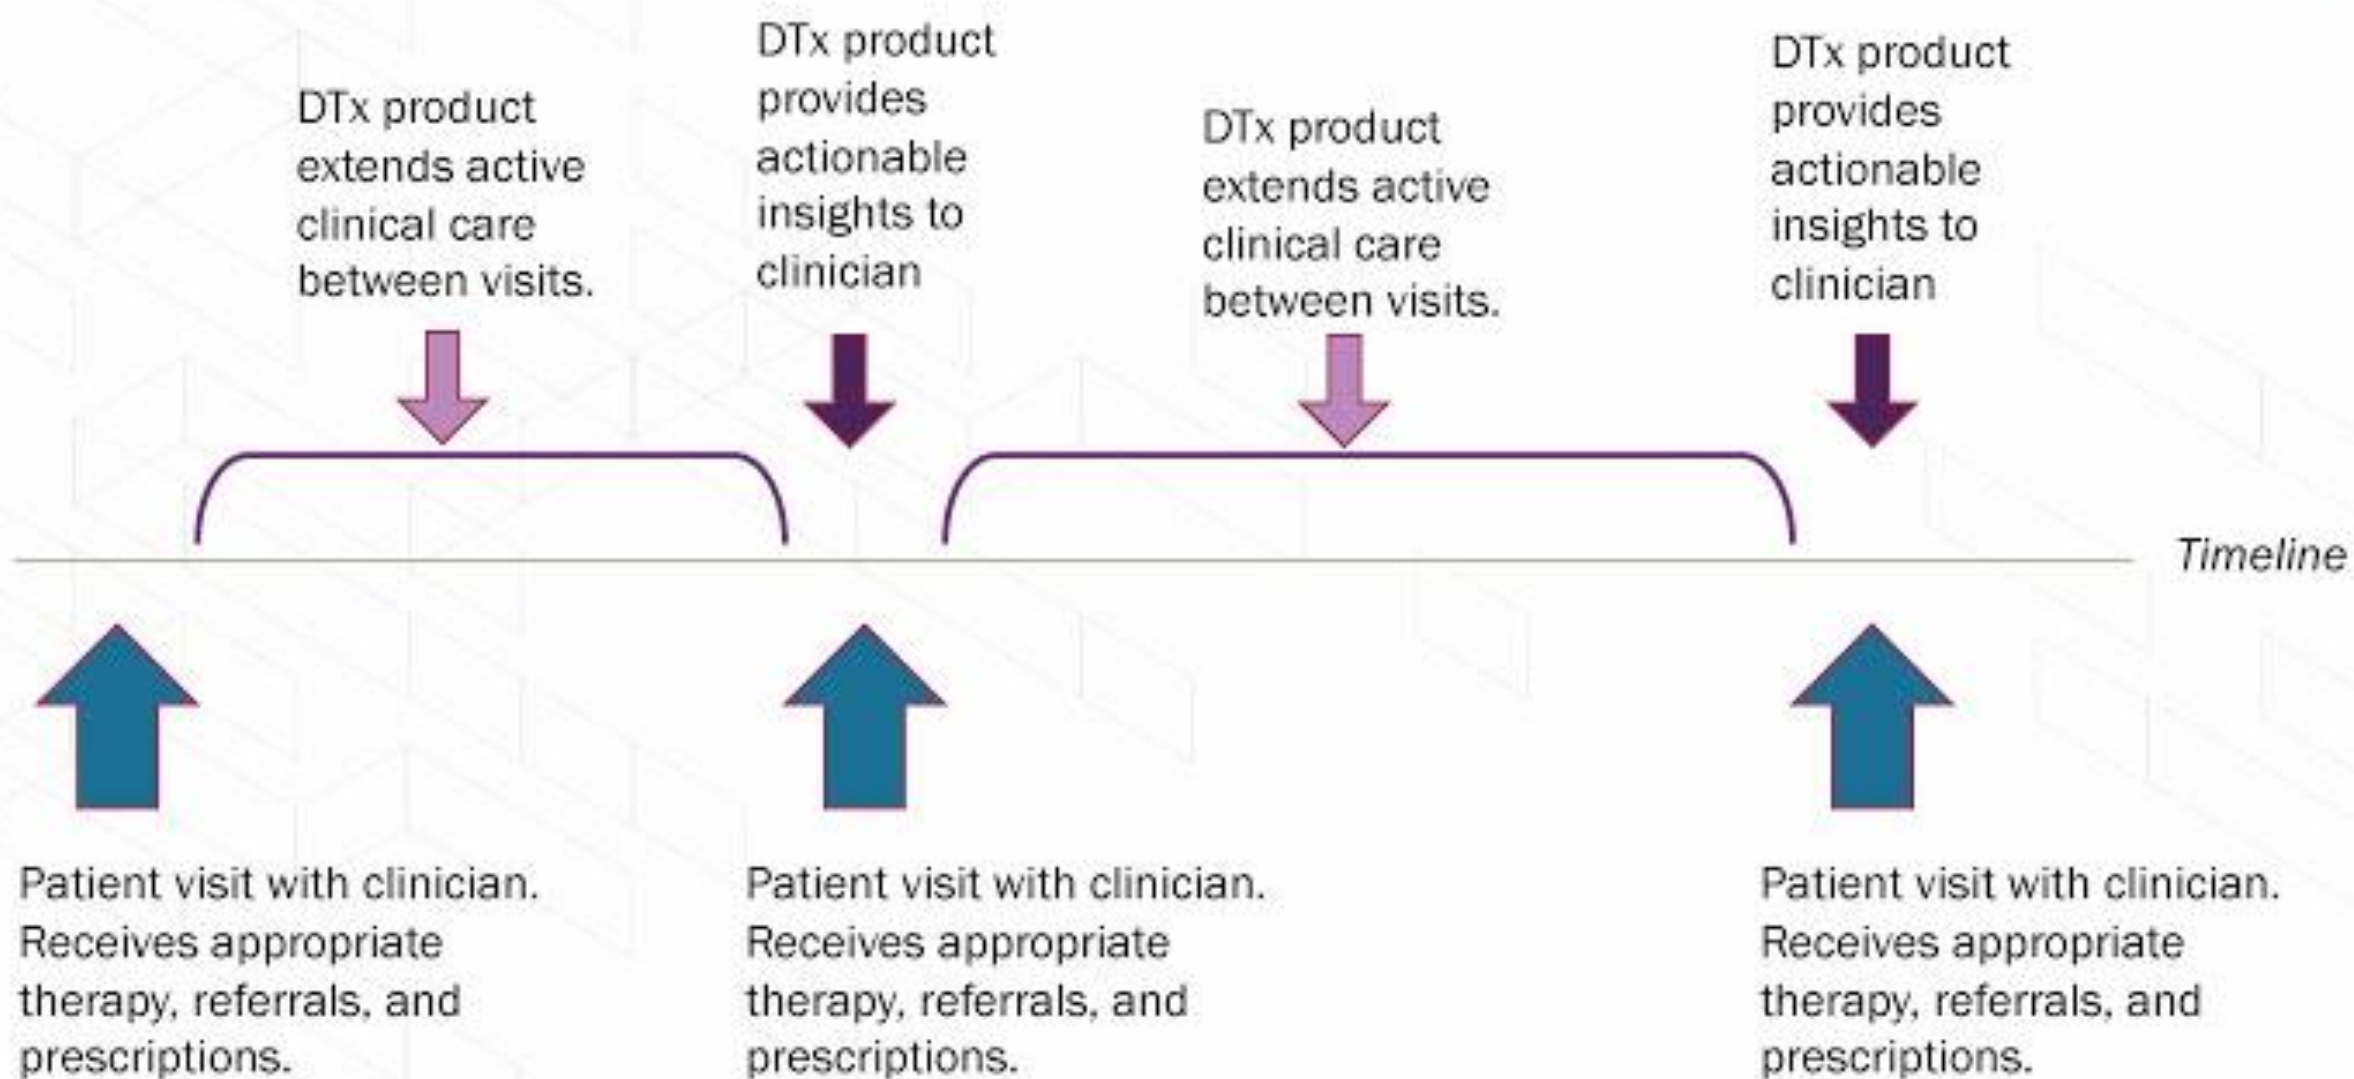 DTx product
extends active
clinical care
between visits.
DTx product
provides
actionable
insights to
clinician
DTx product
extends active
clinical care
between visits.
DTx product
provides
actionable
insights to
clinician
Timeline
Patient visit with clinician.
Receives appropriate
therapy, referrals, and
prescriptions.
Patient visit with clinician.
Receives appropriate
therapy, referrals, and
prescriptions.
Patient visit with clinician.
Receives appropriate
therapy, referrals, and
prescriptions.